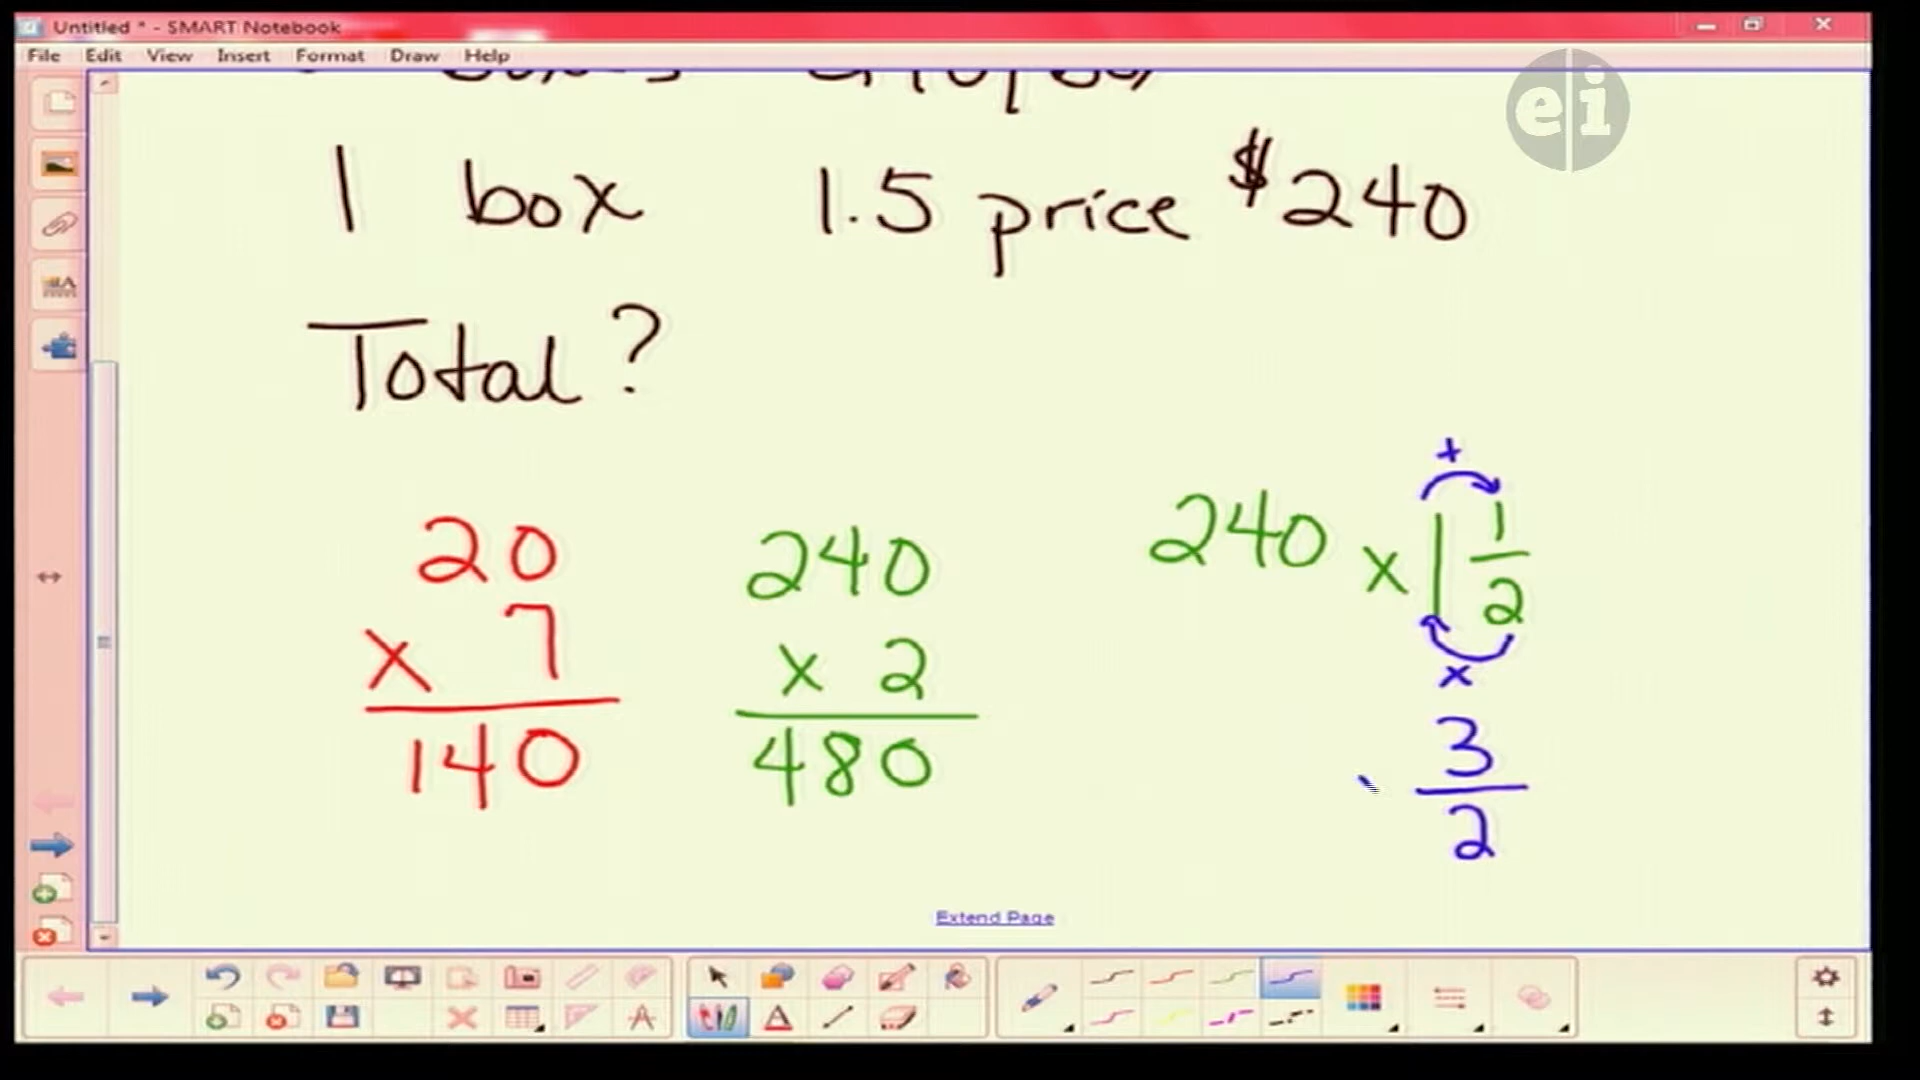 Untitled * - SMART Notebook
File Edit View Insert Format Draw Help
ei
1 box 1.5 price $240
Total?
20
x 7
140
240
x 2
480
+
240 x 1 1/2
x
3/2
Extend Page